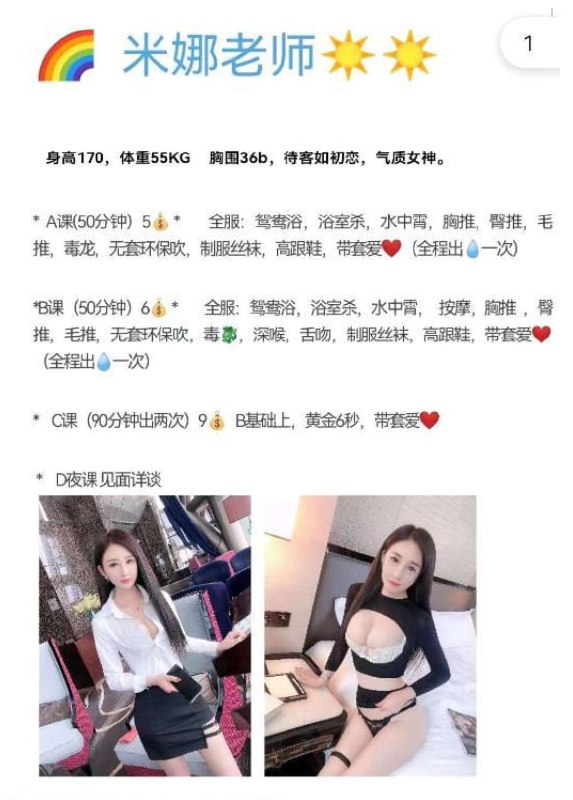 🌈 米娜老师☀️☀️
1
身高170，体重55KG 胸围36b，待客如初恋，气质女神。
* A课(50分钟）5💰* 全服：鸳鸯浴，浴室杀，水中霄，胸推，臀推，毛
推，毒龙，无套环保吹，制服丝袜，高跟鞋，带套爱❤️（全程出💧一次）
*B课（50分钟）6💰* 全服：鸳鸯浴，浴室杀，水中霄， 按摩，胸推 ，臀
推，毛推，无套环保吹，毒🐉，深喉，舌吻，制服丝袜，高跟鞋，带套爱❤️
（全程出💧一次）
* C课（90分钟出两次）9💰 B基础上，黄金6秒，带套爱❤️
* D夜课 见面详谈